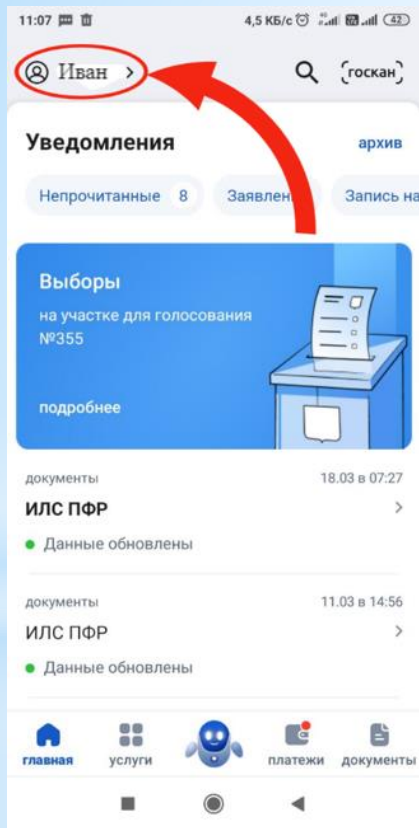 11:07 4,5 КБ/с 42
Иван >
госкан
Уведомления архив
Непрочитанные 8 Запись на
Выборы
на участке для голосования
№355
подробнее
документы 18.03 в 07:27
ИЛС ПФР >
Данные обновлены
документы 11.03 в 14:56
ИЛС ПФР >
Данные обновлены
главная услуги платежи документы